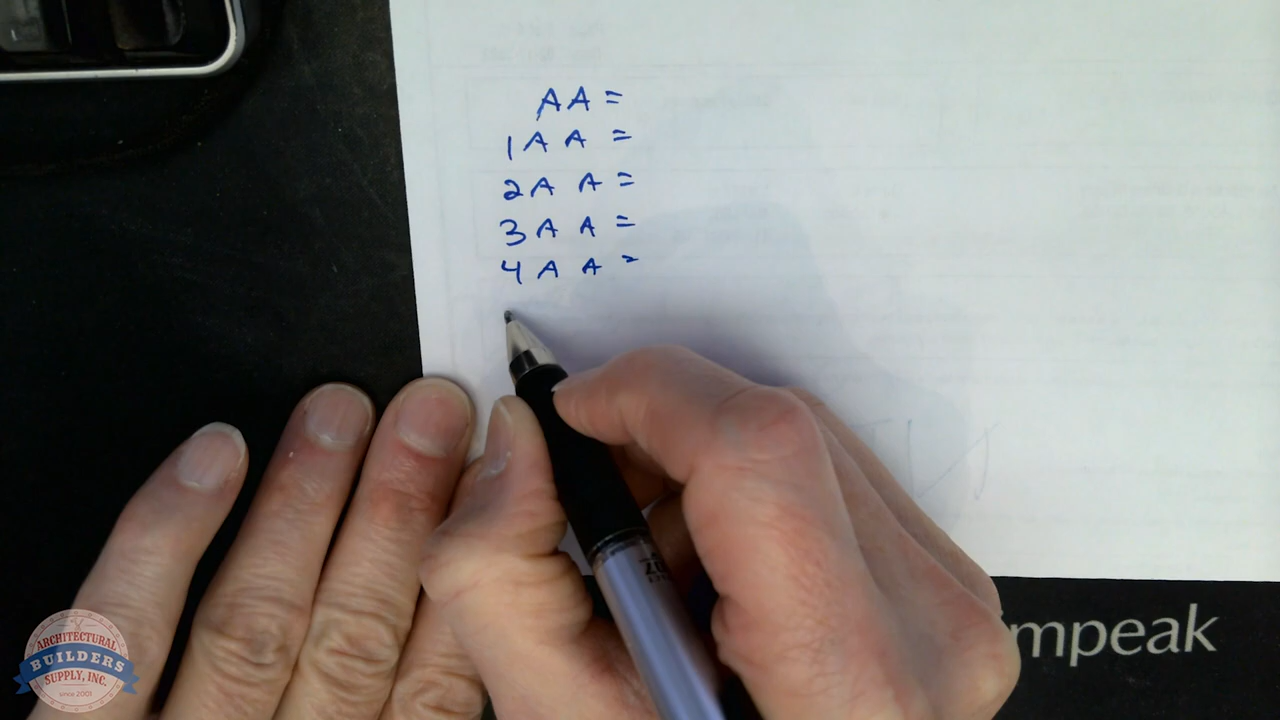 AA =
1AA =
2A A =
3A A =
4A A =
mpeak
ARCHITECTURAL
BUILDERS
SUPPLY, INC.
since 2001